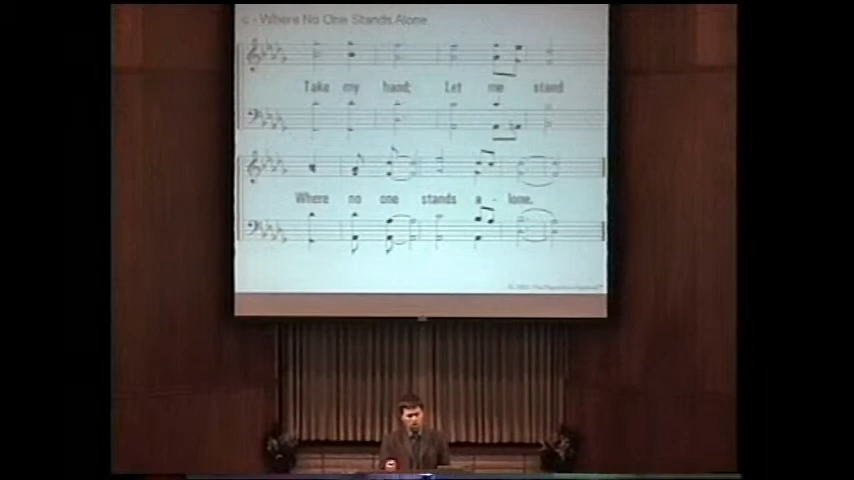 c - Where No One Stands Alone
Take my hand; Let me stand
Where no one stands a - lone.